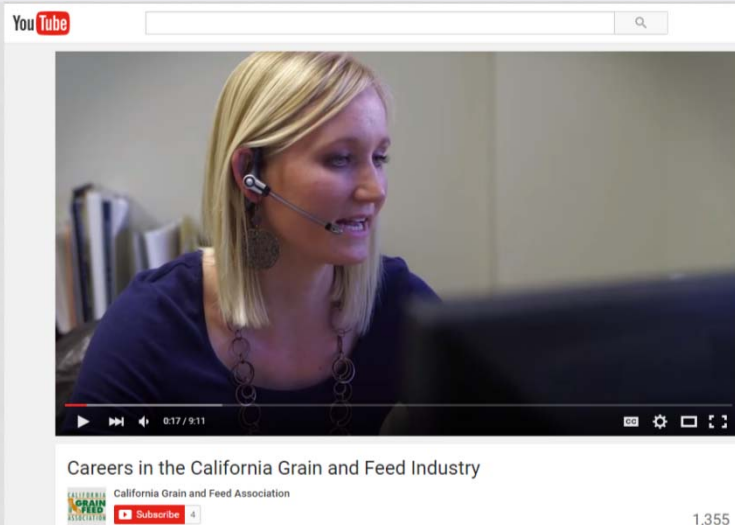 YouTube
0:17 / 9:11
CC
Careers in the California Grain and Feed Industry
CALIFORNIA
GRAIN
FEED
ASSOCIATION
California Grain and Feed Association
Subscribe 4
1,355